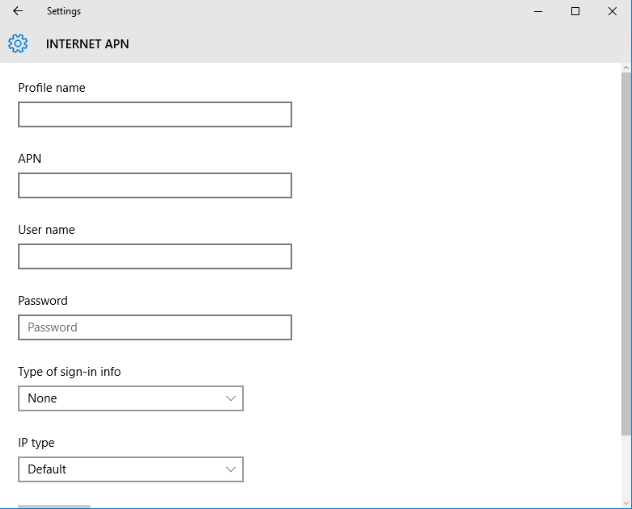 Settings
INTERNET APN
Profile name
APN
User name
Password
Password
Type of sign-in info
None
IP type
Default